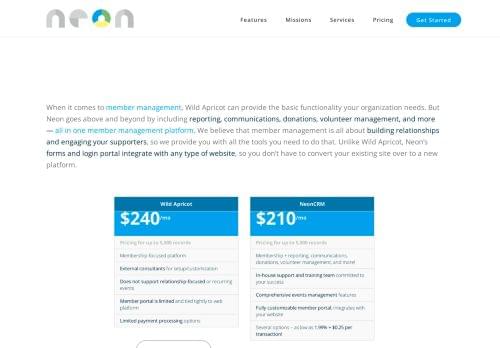 neon
Features Missions Services Pricing Get Started
When it comes to member management, Wild Apricot can provide the basic functionality your organization needs. But
Neon goes above and beyond by including reporting, communications, donations, volunteer management, and more
— all in one member management platform. We believe that member management is all about building relationships
and engaging your supporters, so we provide you with all the tools you need to do that. Unlike Wild Apricot, Neon's
forms and login portal integrate with any type of website, so you don't have to convert your existing site over to a new
platform.
Wild Apricot
$240/mo
Pricing for up to 5,000 records
Membership-focused platform
External consultants for setup/customization
Does not support relationship-focused or recurring
events
Member portal is limited and tied tightly to web
platform
Limited payment processing options
NeonCRM
$210/mo
Pricing for up to 5,000 records
Membership + reporting, communications,
donations, volunteer management, and more!
In-house support and training team committed to
your success
Comprehensive events management features
Fully customizable member portal, integrates with
your website
Several options – as low as 1.99% + $0.25 per
transaction!